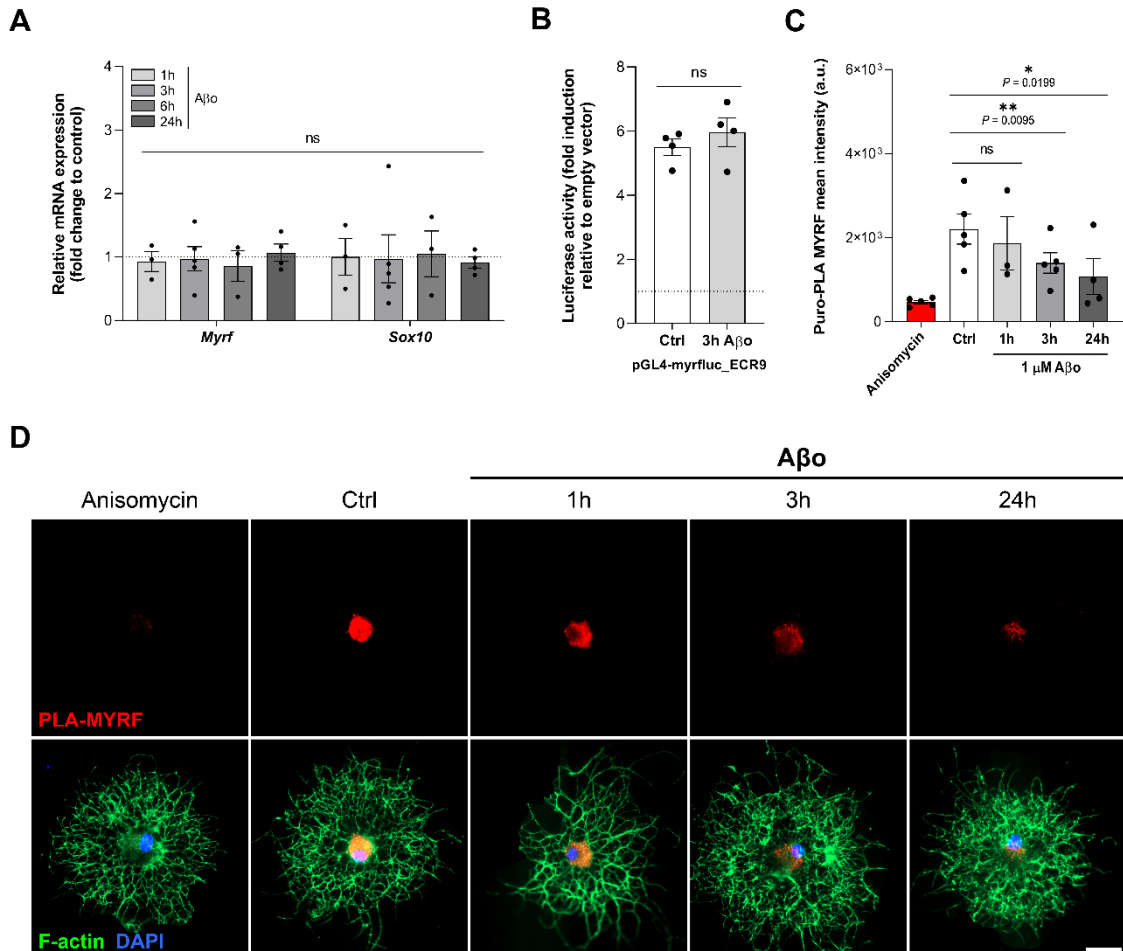 A
Relative mRNA expression
(fold change to control)
4
3
2
1
0
1h
3h
6h
24h
Aβo
ns
Myrf
Sox10
B
Luciferase activity (fold induction
relative to empty vector)
8
6
4
2
0
ns
Ctrl
3h Aβo
pGL4-myrfluc_ECR9
C
Puro-PLA MYRF mean intensity (a.u.)
6×10³
4×10³
2×10³
0
*
P = 0.0199
**
P = 0.0095
ns
Anisomycin
Ctrl
1h
3h
24h
1 μM Aβo
D
Aβo
Anisomycin
Ctrl
1h
3h
24h
PLA-MYRF
F-actin DAPI